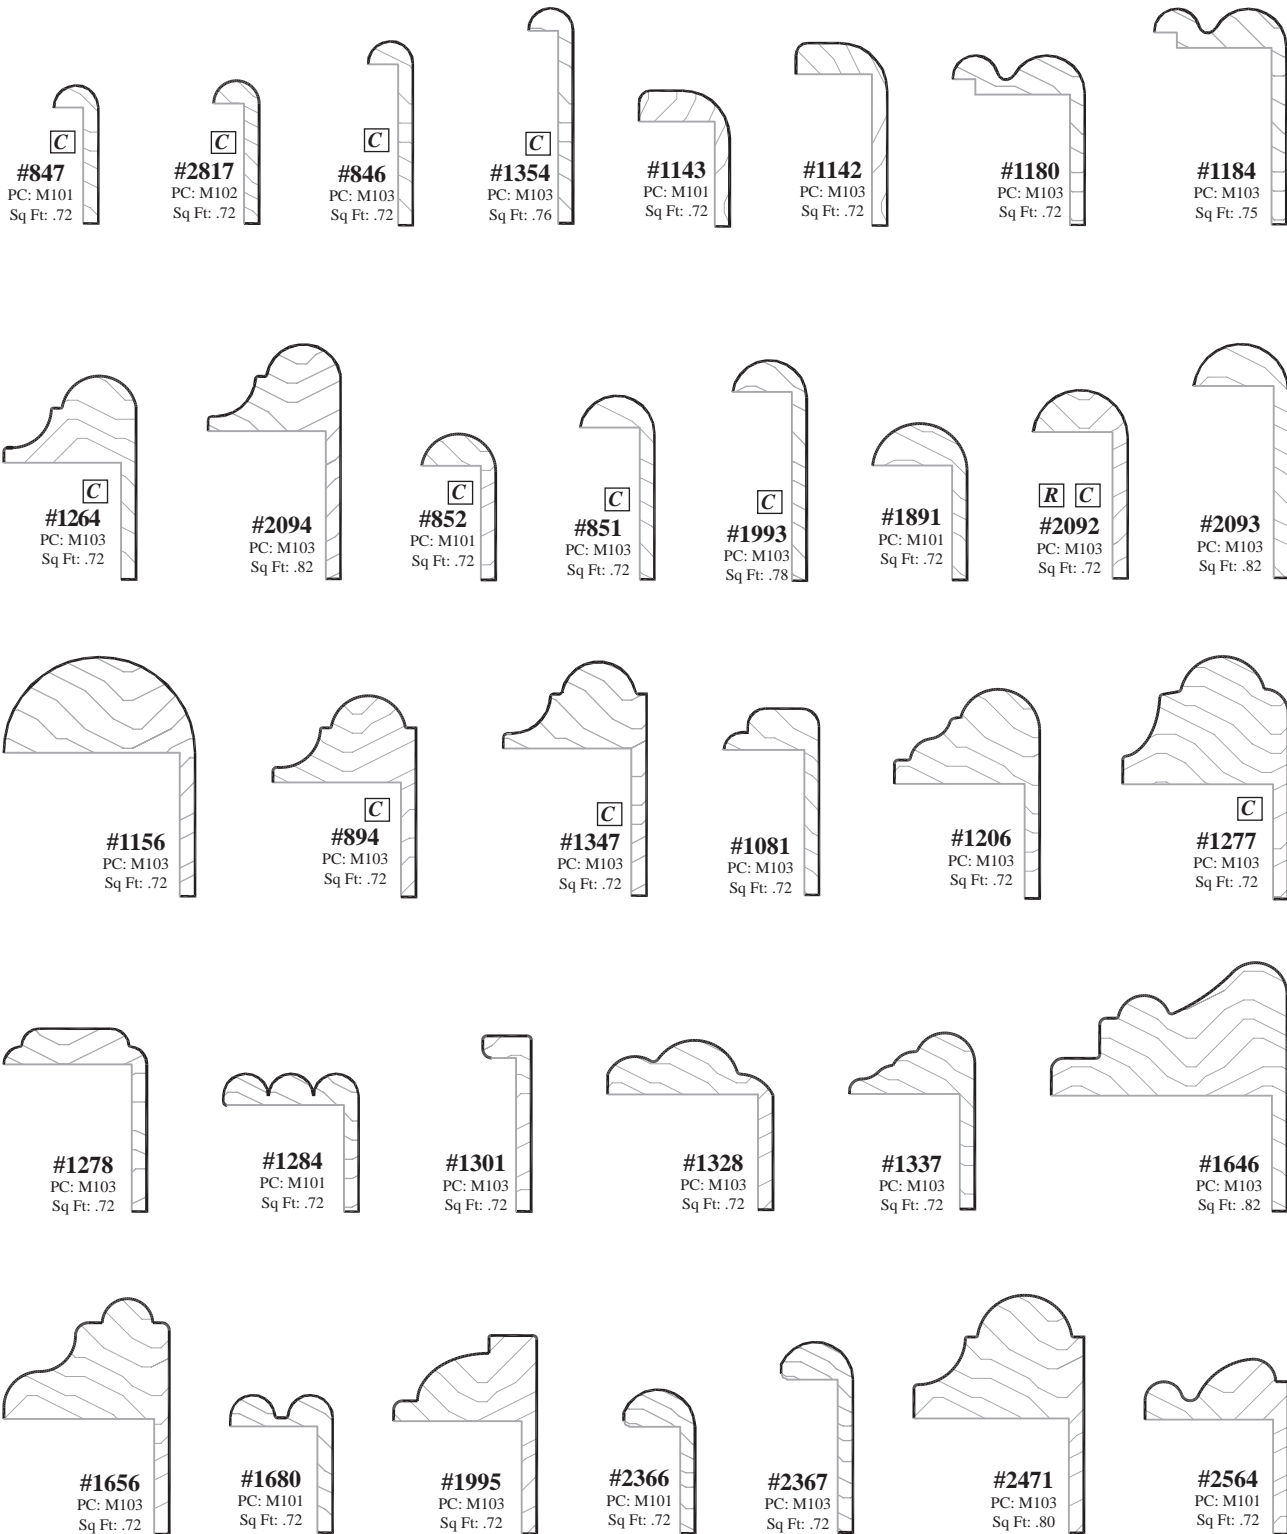 C
#847
PC: M101
Sq Ft: .72
C
#2817
PC: M102
Sq Ft: .72
C
#846
PC: M103
Sq Ft: .72
C
#1354
PC: M103
Sq Ft: .76
#1143
PC: M101
Sq Ft: .72
#1142
PC: M103
Sq Ft: .72
#1180
PC: M103
Sq Ft: .72
#1184
PC: M103
Sq Ft: .75
C
#1264
PC: M103
Sq Ft: .72
#2094
PC: M103
Sq Ft: .82
C
#852
PC: M101
Sq Ft: .72
C
#851
PC: M103
Sq Ft: .72
C
#1993
PC: M103
Sq Ft: .78
#1891
PC: M101
Sq Ft: .72
R C
#2092
PC: M103
Sq Ft: .72
#2093
PC: M103
Sq Ft: .82
#1156
PC: M103
Sq Ft: .72
C
#894
PC: M103
Sq Ft: .72
C
#1347
PC: M103
Sq Ft: .72
#1081
PC: M103
Sq Ft: .72
#1206
PC: M103
Sq Ft: .72
C
#1277
PC: M103
Sq Ft: .72
#1278
PC: M103
Sq Ft: .72
#1284
PC: M101
Sq Ft: .72
#1301
PC: M103
Sq Ft: .72
#1328
PC: M103
Sq Ft: .72
#1337
PC: M103
Sq Ft: .72
#1646
PC: M103
Sq Ft: .82
#1656
PC: M103
Sq Ft: .72
#1680
PC: M101
Sq Ft: .72
#1995
PC: M103
Sq Ft: .72
#2366
PC: M101
Sq Ft: .72
#2367
PC: M103
Sq Ft: .72
#2471
PC: M103
Sq Ft: .80
#2564
PC: M101
Sq Ft: .72